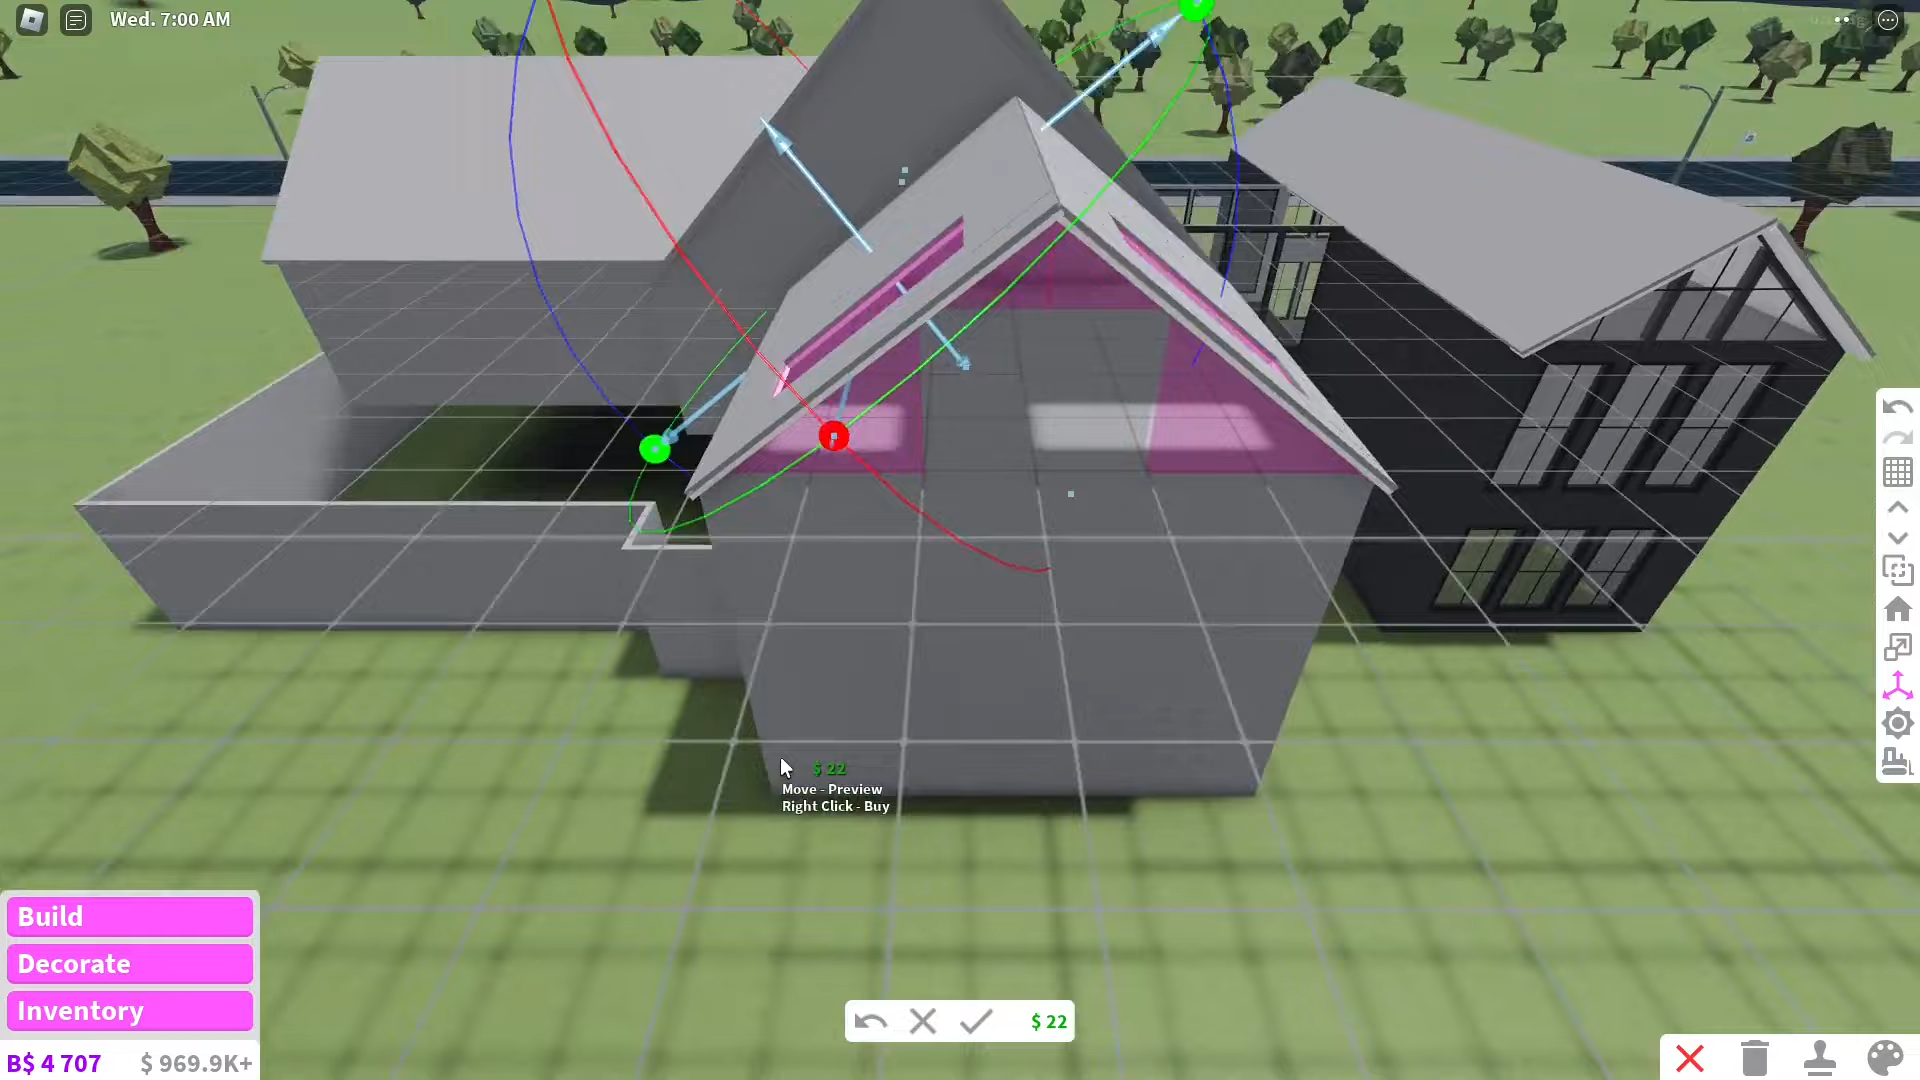 Wed. 7:00 AM
$ 22
Move - Preview
Right Click - Buy
Build
Decorate
Inventory
B$ 4 707
$ 969.9K+
$ 22